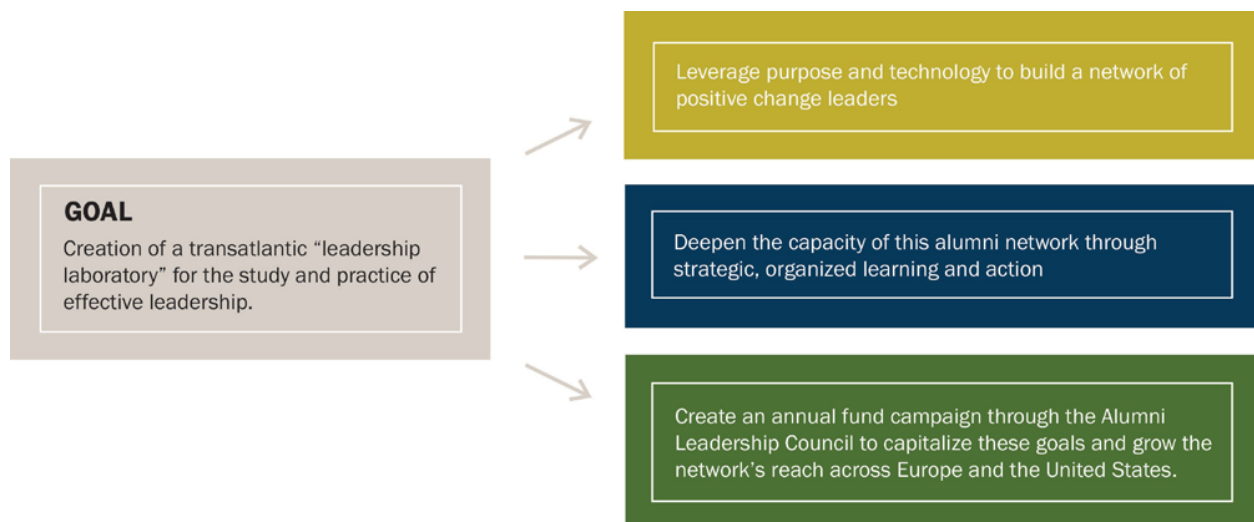 GOAL
Creation of a transatlantic “leadership
laboratory” for the study and practice of
effective leadership.
Leverage purpose and technology to build a network of
positive change leaders
Deepen the capacity of this alumni network through
strategic, organized learning and action
Create an annual fund campaign through the Alumni
Leadership Council to capitalize these goals and grow the
network’s reach across Europe and the United States.